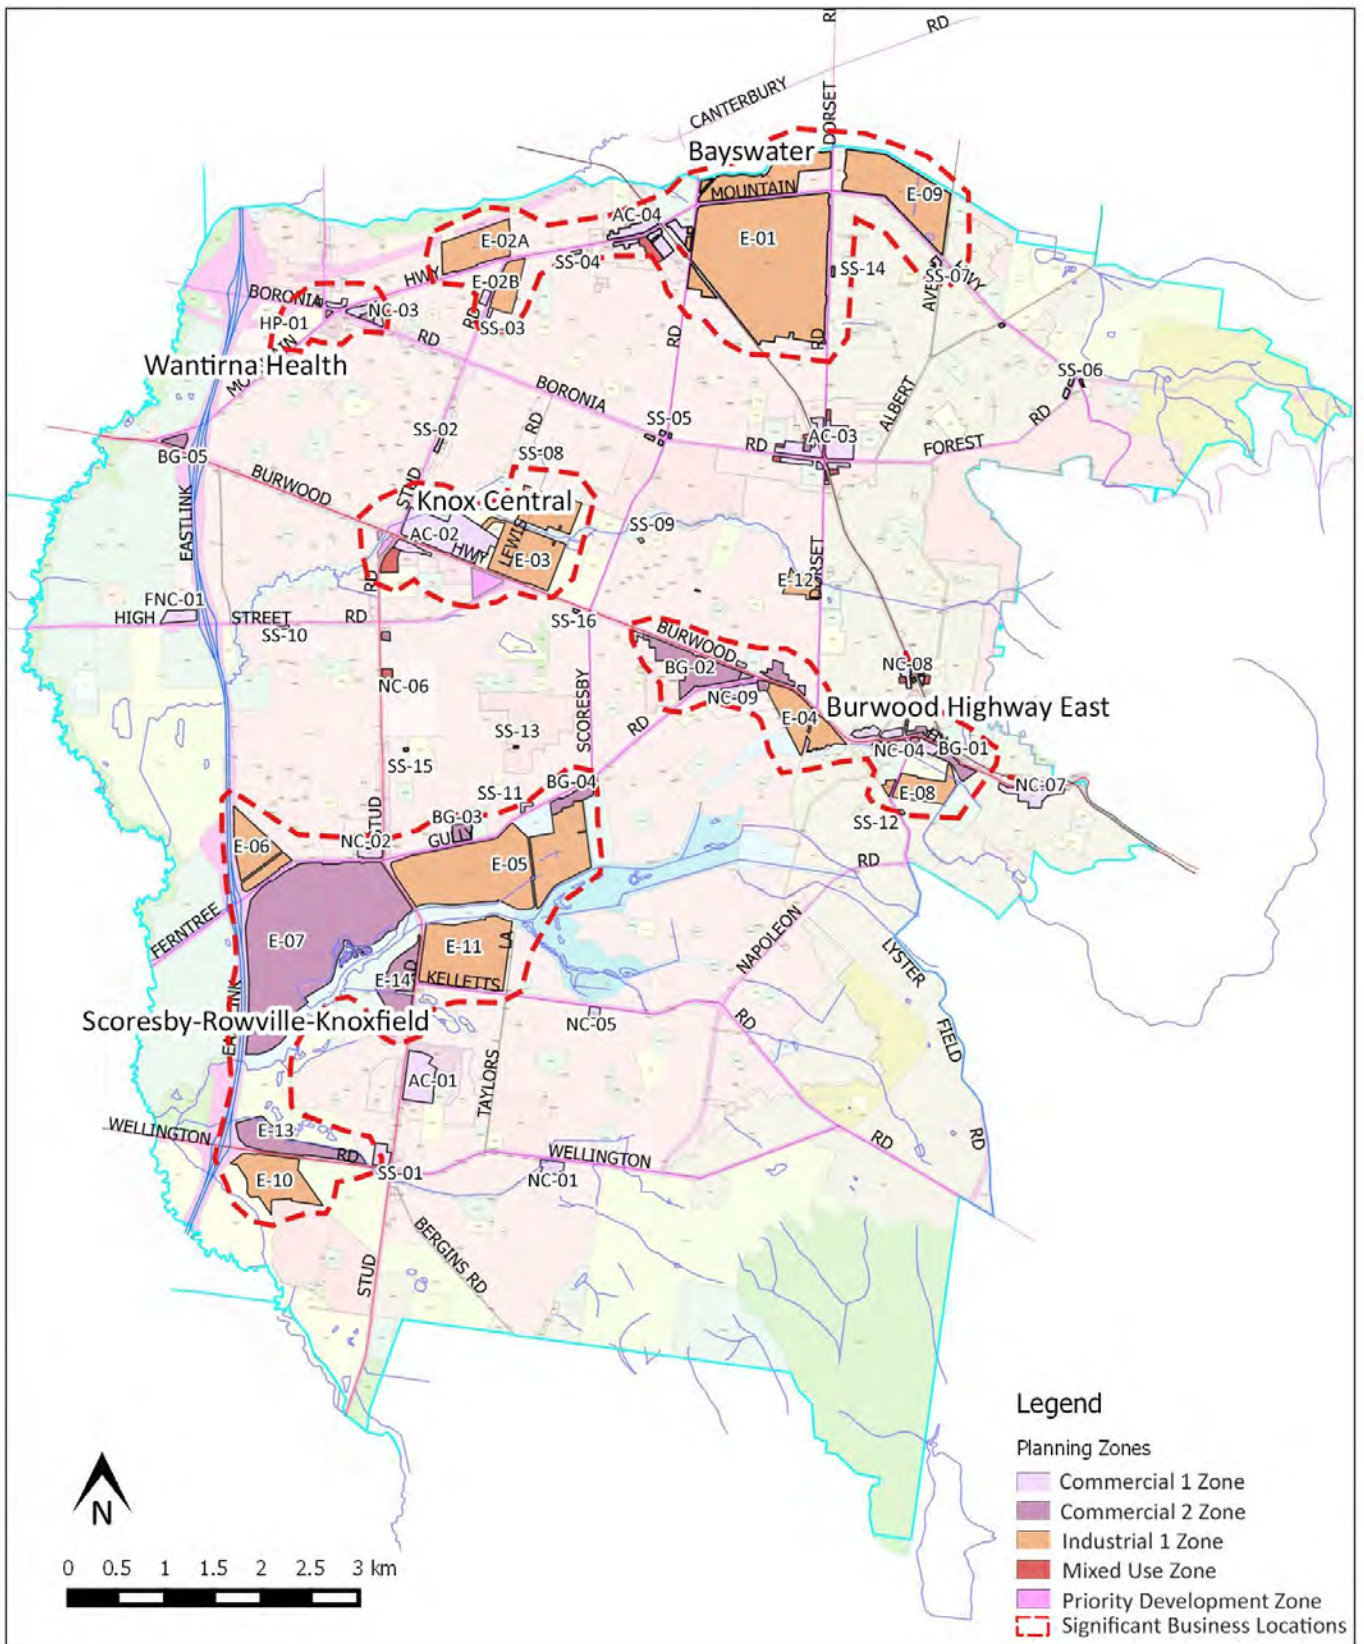 RD
CANTERBURY
DORSET
Bayswater
MOUNTAIN
E-09
AC-04
E-02A
E-01
SS-04
SS-14
HWY
E-02B
SS-07
HWY
BORONIA
NC-03
HP-01
RD
SS-03
RD
RD
RD
Wantirna Health
BORONIA
SS-06
ALBERT
RD
SS-02
RD
SS-05
AC-03
RD
FOREST
BG-05
SS-08
BURWOOD
STUD
Knox Central
EASTLINK
AC-02
HWY
LEWIS
E-03
SS-09
RD
E-12
DORSET
FNC-01
HIGH
STREET
RD
SS-10
SS-16
BURWOOD
BG-02
NC-08
NC-06
NC-09
SCORESBY
RD
E-04
Burwood Highway East
SS-13
NC-04
BG-01
SS-15
BG-04
NC-07
SS-11
E-08
STUD
BG-03
SS-12
NC-02
GULLY
E-06
E-05
RD
FERNTREE
E-07
E-11
LA
NAPOLEON
LYSTER
E-14
KELLETTS
Scoresby-Rowville-Knoxfield
NC-05
RD
FIELD
AC-01
TAYLORS
WELLINGTON
E-13
RD
WELLINGTON
RD
RD
E-10
SS-01
NC-01
BERGINS RD
STUD
Legend
Planning Zones
Commercial 1 Zone
Commercial 2 Zone
Industrial 1 Zone
Mixed Use Zone
Priority Development Zone
Significant Business Locations
N
0 0.5 1 1.5 2 2.5 3 km